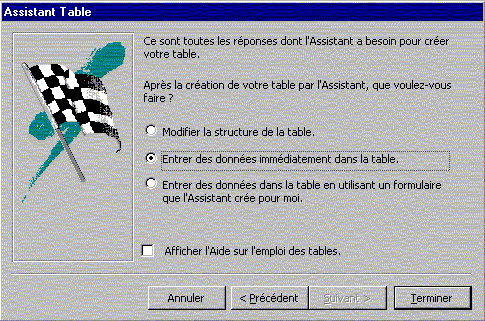 Assistant Table
Ce sont toutes les réponses dont l'Assistant a besoin pour créer
votre table.
Après la création de votre table par l'Assistant, que voulez-vous
faire ?
Modifier la structure de la table.
Entrer des données immédiatement dans la table.
Entrer des données dans la table en utilisant un formulaire
que l'Assistant crée pour moi.
Afficher l'Aide sur l'emploi des tables.
Annuler
< Précédent
Suivant >
Terminer